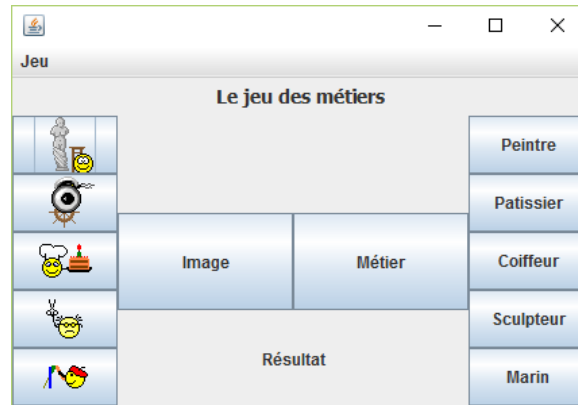 Jeu
Le jeu des métiers
Peintre
Patissier
Image
Métier
Coiffeur
Sculpteur
Résultat
Marin